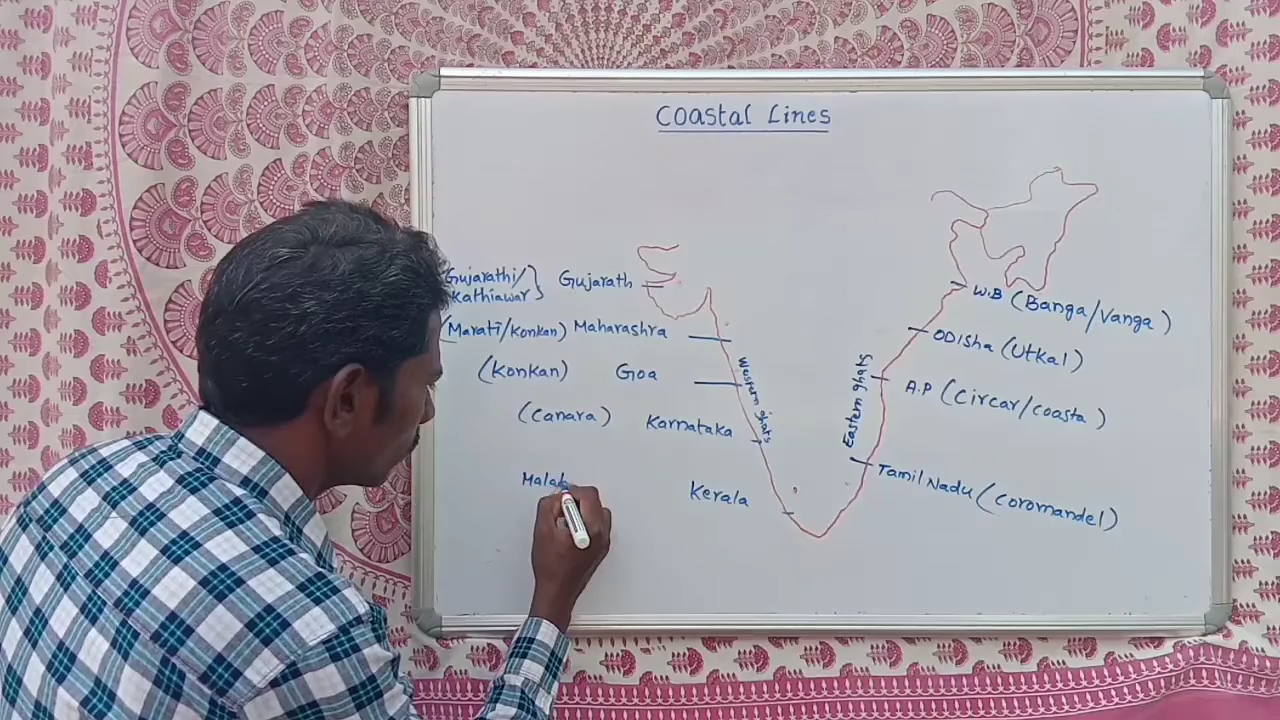 Coastal Lines
Gujarathi/
Kathiawar} Gujarath
(Marati/Konkan) Maharashra
(Konkan) Goa
(Canara) Karnataka
Malab
Kerala
Western ghats
Eastern ghats
W.B (Banga/Vanga)
ODisha (Utkal)
A.P (Circar/coasta)
Tamil Nadu (coromandel)